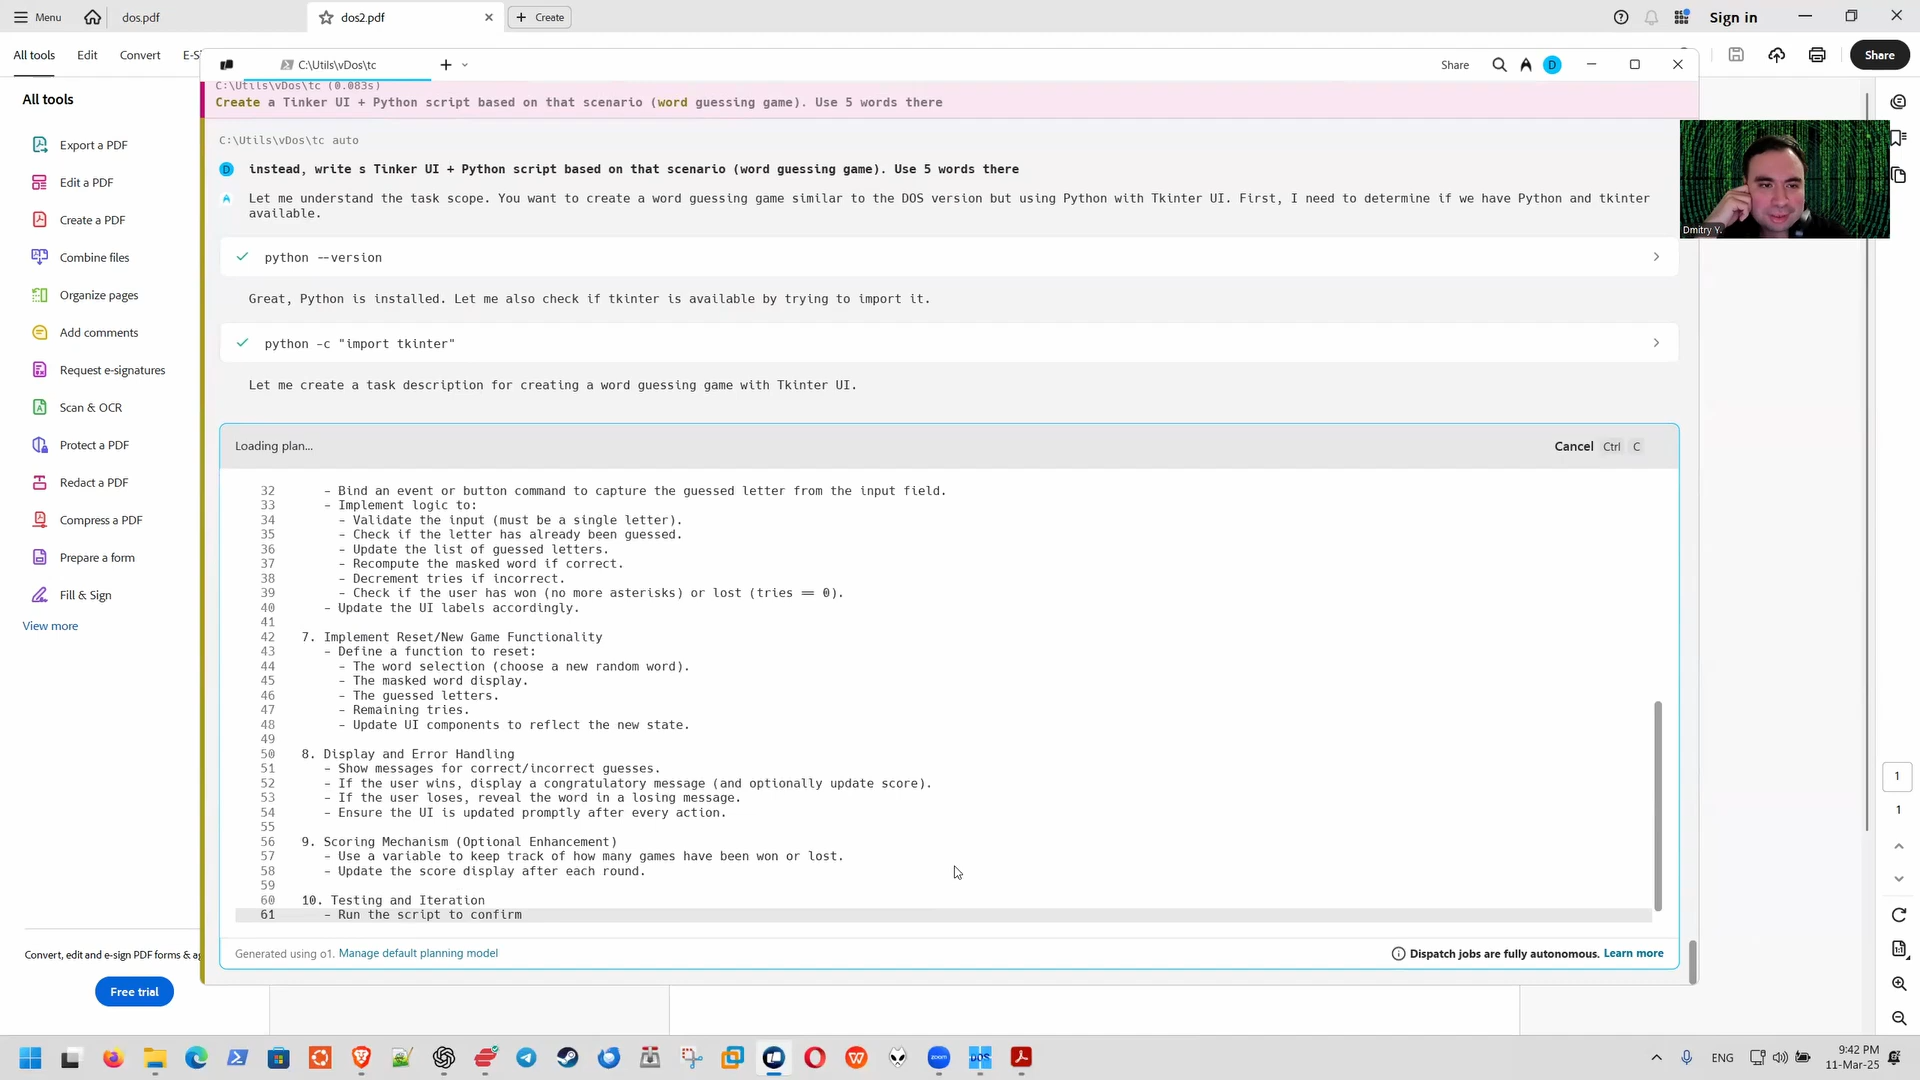 Menu
dos.pdf
dos2.pdf
Create
Sign in
All tools
Edit
Convert
Share
C:\Utils\vDos\tc
Share
D
All tools
Export a PDF
Edit a PDF
Create a PDF
Combine files
Organize pages
Add comments
Request e-signatures
Scan & OCR
Protect a PDF
Redact a PDF
Compress a PDF
Prepare a form
Fill & Sign
View more
Convert, edit and e-sign PDF forms &
Free trial
C:\Utils\vDos\tc (0.083s)
Create a Tinker UI + Python script based on that scenario (word guessing game). Use 5 words there
C:\Utils\vDos\tc auto
D
instead, write s Tinker UI + Python script based on that scenario (word guessing game). Use 5 words there
Let me understand the task scope. You want to create a word guessing game similar to the DOS version but using Python with Tkinter UI. First, I need to determine if we have Python and tkinter
available.
python --version
Great, Python is installed. Let me also check if tkinter is available by trying to import it.
python -c "import tkinter"
Let me create a task description for creating a word guessing game with Tkinter UI.
Loading plan...
Cancel Ctrl C
32 - Bind an event or button command to capture the guessed letter from the input field.
33 - Implement logic to:
34 - Validate the input (must be a single letter).
35 - Check if the letter has already been guessed.
36 - Update the list of guessed letters.
37 - Recompute the masked word if correct.
38 - Decrement tries if incorrect.
39 - Check if the user has won (no more asterisks) or lost (tries == 0).
40 - Update the UI labels accordingly.
41
42 7. Implement Reset/New Game Functionality
43 - Define a function to reset:
44 - The word selection (choose a new random word).
45 - The masked word display.
46 - The guessed letters.
47 - Remaining tries.
48 - Update UI components to reflect the new state.
49
50 8. Display and Error Handling
51 - Show messages for correct/incorrect guesses.
52 - If the user wins, display a congratulatory message (and optionally update score).
53 - If the user loses, reveal the word in a losing message.
54 - Ensure the UI is updated promptly after every action.
55
56 9. Scoring Mechanism (Optional Enhancement)
57 - Use a variable to keep track of how many games have been won or lost.
58 - Update the score display after each round.
59
60 10. Testing and Iteration
61 - Run the script to confirm
Generated using o1. Manage default planning model
Dispatch jobs are fully autonomous. Learn more
Dmitry Y.
1
1
ENG
9:42 PM
11-Mar-25